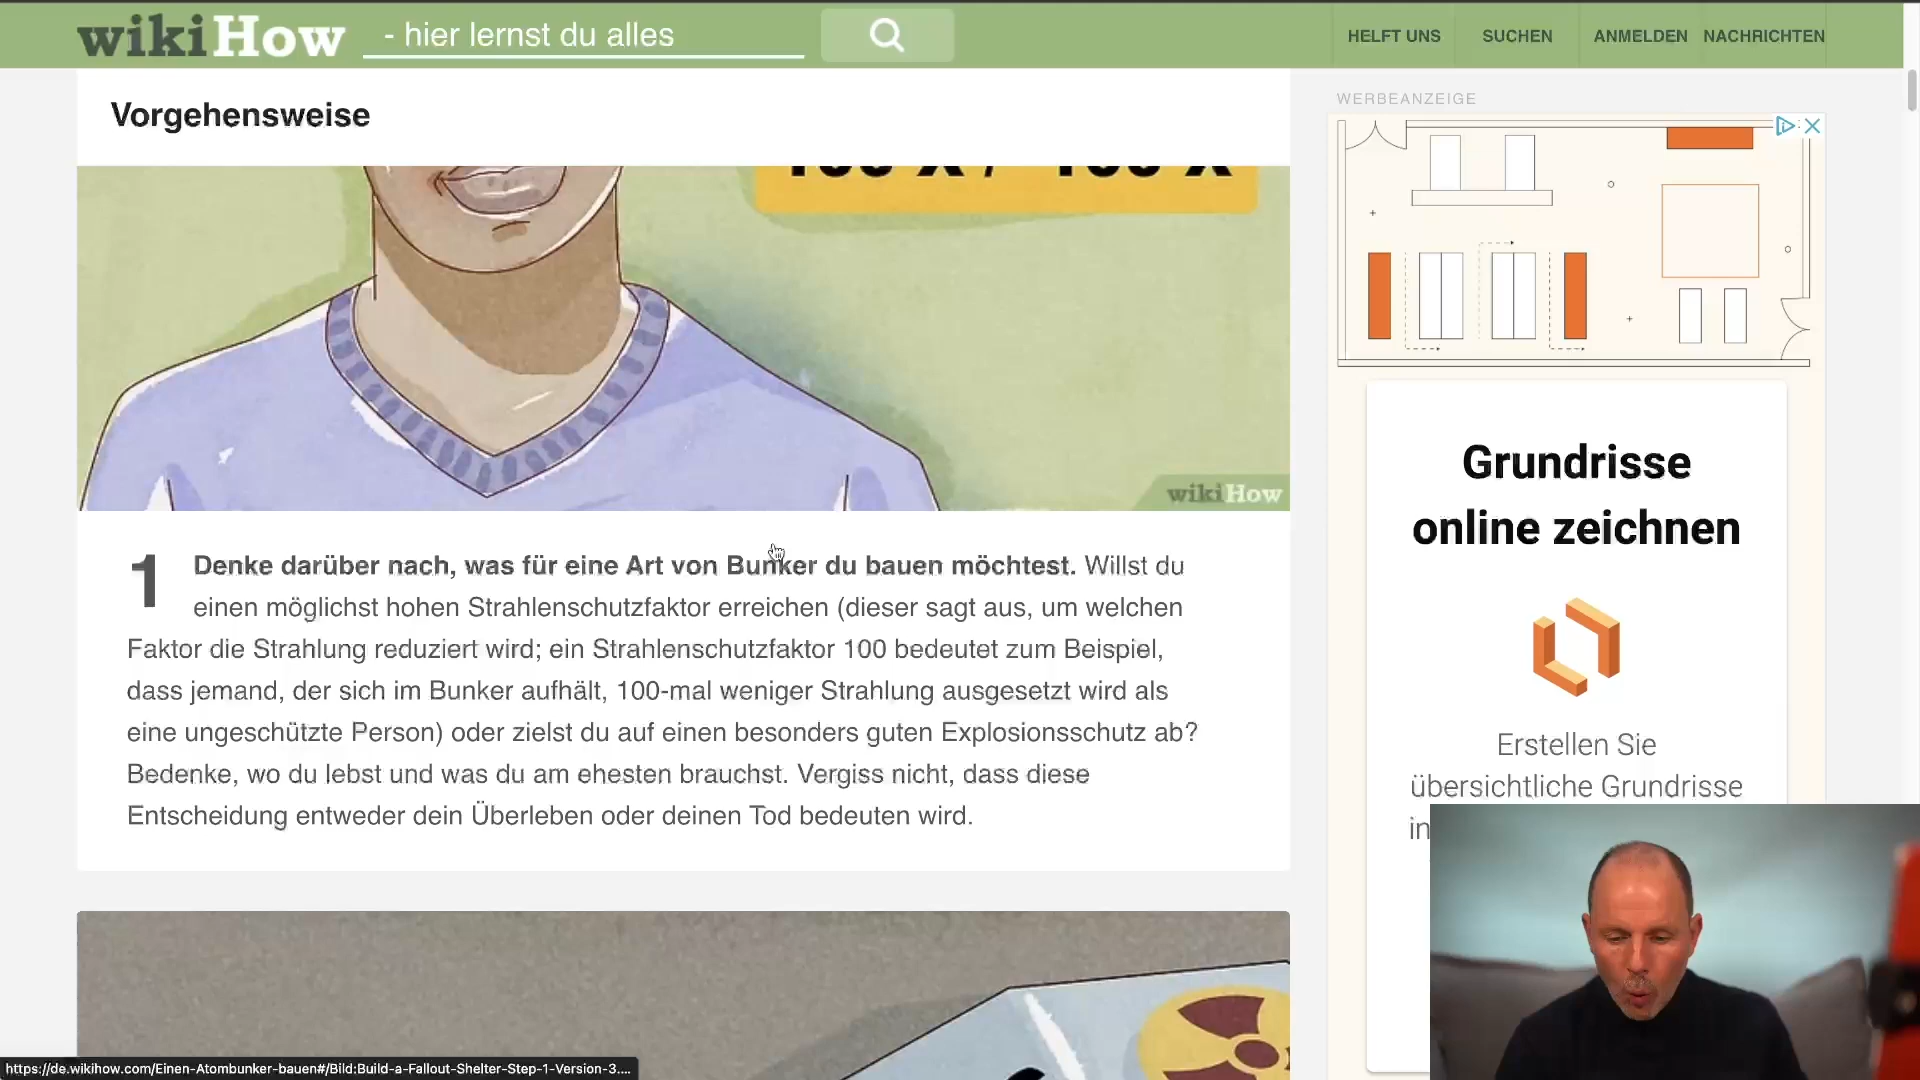 wikiHow
- hier lernst du alles
HELFT UNS
SUCHEN
ANMELDEN
NACHRICHTEN
Vorgehensweise
WERBEANZEIGE
wikiHow
1
Denke darüber nach, was für eine Art von Bunker du bauen möchtest. Willst du
einen möglichst hohen Strahlenschutzfaktor erreichen (dieser sagt aus, um welchen
Faktor die Strahlung reduziert wird; ein Strahlenschutzfaktor 100 bedeutet zum Beispiel,
dass jemand, der sich im Bunker aufhält, 100-mal weniger Strahlung ausgesetzt wird als
eine ungeschützte Person) oder zielst du auf einen besonders guten Explosionsschutz ab?
Bedenke, wo du lebst und was du am ehesten brauchst. Vergiss nicht, dass diese
Entscheidung entweder dein Überleben oder deinen Tod bedeuten wird.
Grundrisse
online zeichnen
Erstellen Sie
übersichtliche Grundrisse
in
https://de.wikihow.com/Einen-Atombunker-bauen#/Bild:Build-a-Fallout-Shelter-Step-1-Version-3....